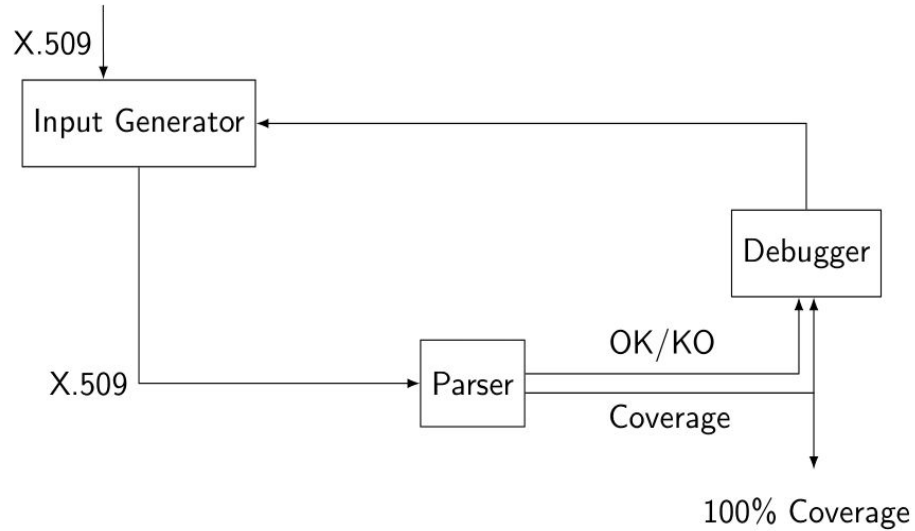 X.509
Input Generator
Debugger
OK/KO
X.509
Parser
Coverage
100% Coverage